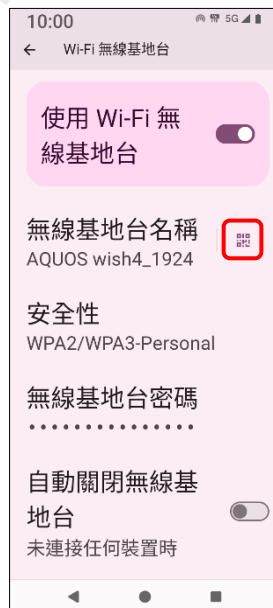 10:00 5G
Wi-Fi 無線基地台
使用 Wi-Fi 無
線基地台
無線基地台名稱
AQUOS wish4_1924
安全性
WPA2/WPA3-Personal
無線基地台密碼
•••••••••••••••
自動關閉無線基
地台
未連接任何裝置時